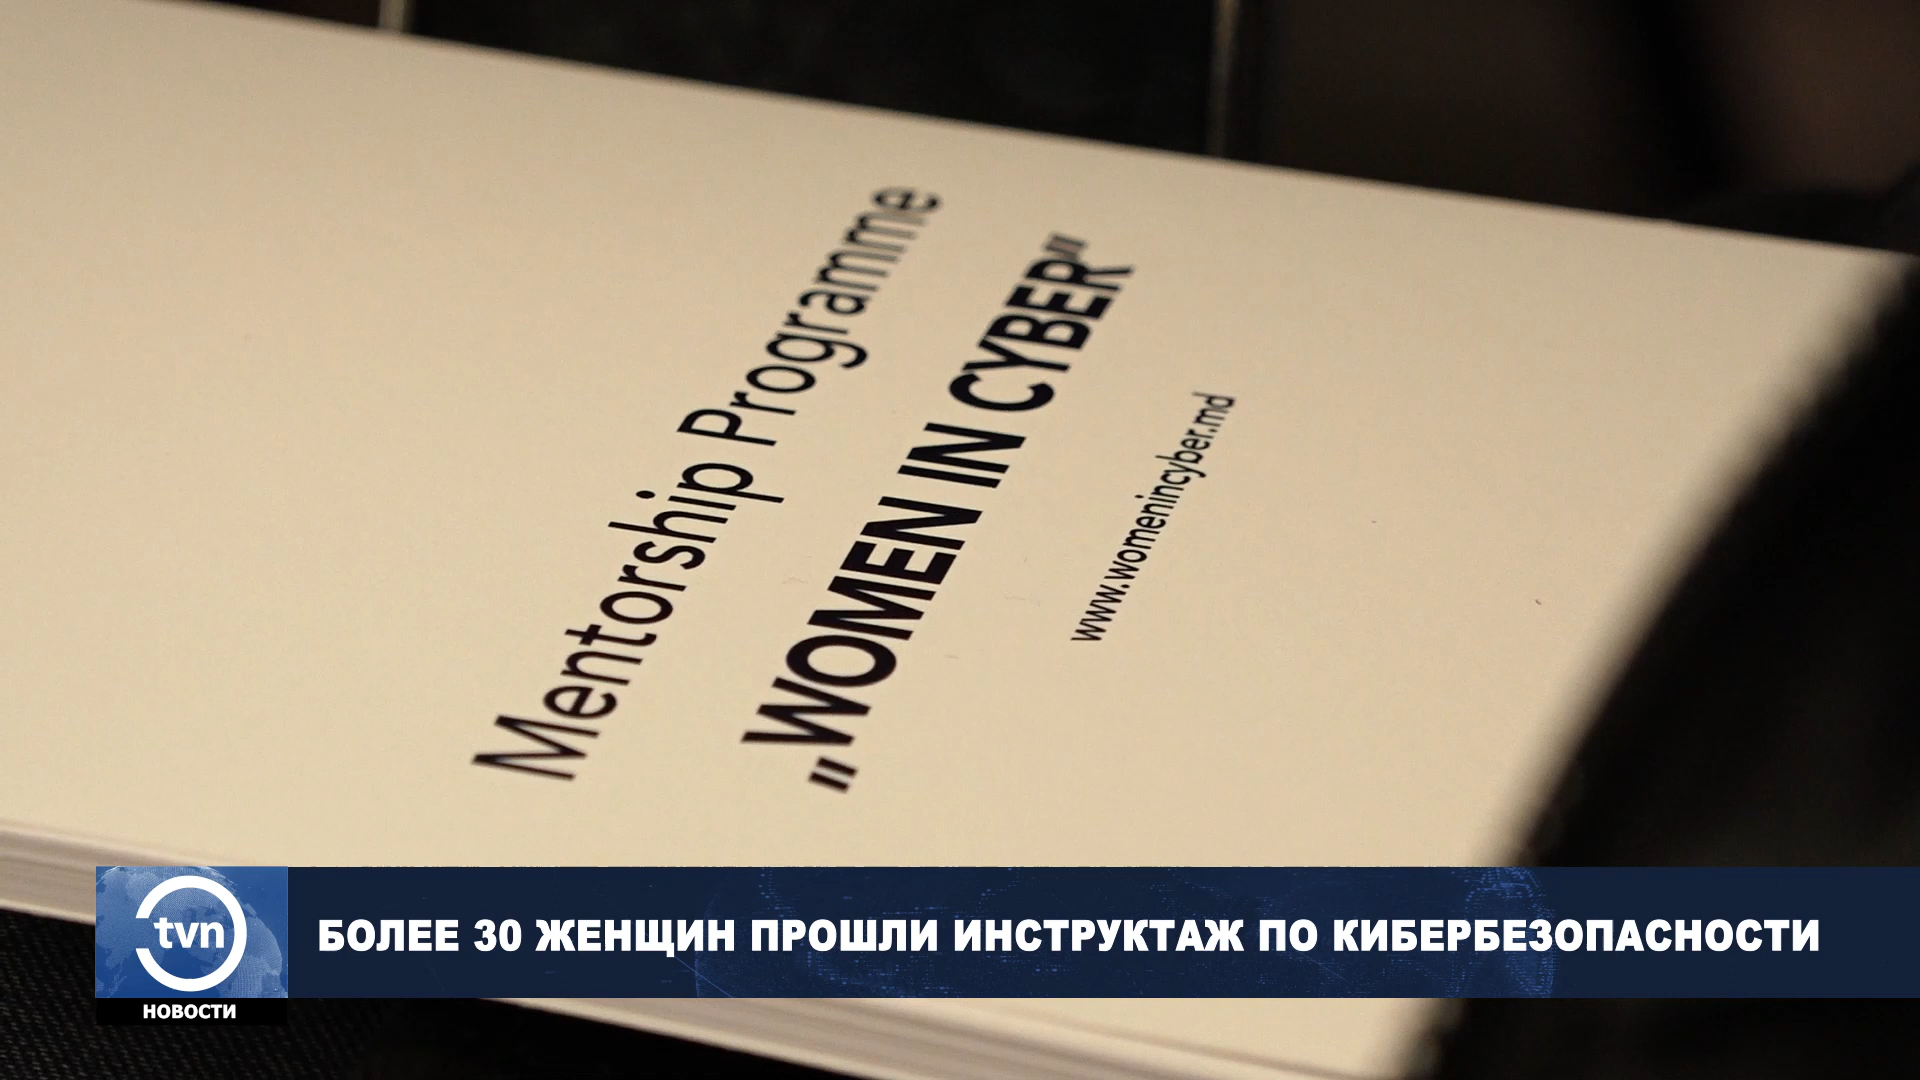 Mentorship Programme
„WOMEN IN CYBER“
www.womenincyber.md
tvn
НОВОСТИ
БОЛЕЕ 30 ЖЕНЩИН ПРОШЛИ ИНСТРУКТАЖ ПО КИБЕРБЕЗОПАСНОСТИ